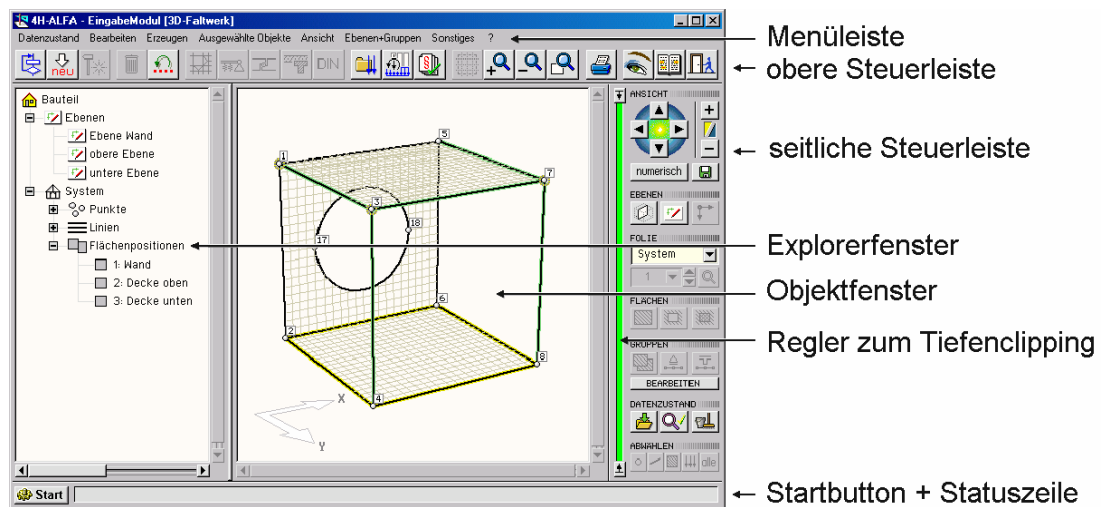 4H-ALFA - EingabeModul [3D-Faltwerk]
Datenzustand Bearbeiten Erzeugen Ausgewählte Objekte Ansicht Ebenen+Gruppen Sonstiges ?
Menüleiste
neu DIN
obere Steuerleiste
Bauteil
Ebenen
Ebene Wand
obere Ebene
untere Ebene
System
Punkte
Linien
Flächenpositionen
1: Wand
2: Decke oben
3: Decke unten
1
5
7
3
18
17
6
2
8
4
X
Y
ANSICHT
numerisch
EBENEN
FOLIE
System
1
FLÄCHEN
GRUPPEN
BEARBEITEN
DATENZUSTAND
ABWÄHLEN
alle
seitliche Steuerleiste
Explorerfenster
Objektfenster
Regler zum Tiefenclipping
Start
Startbutton + Statuszeile